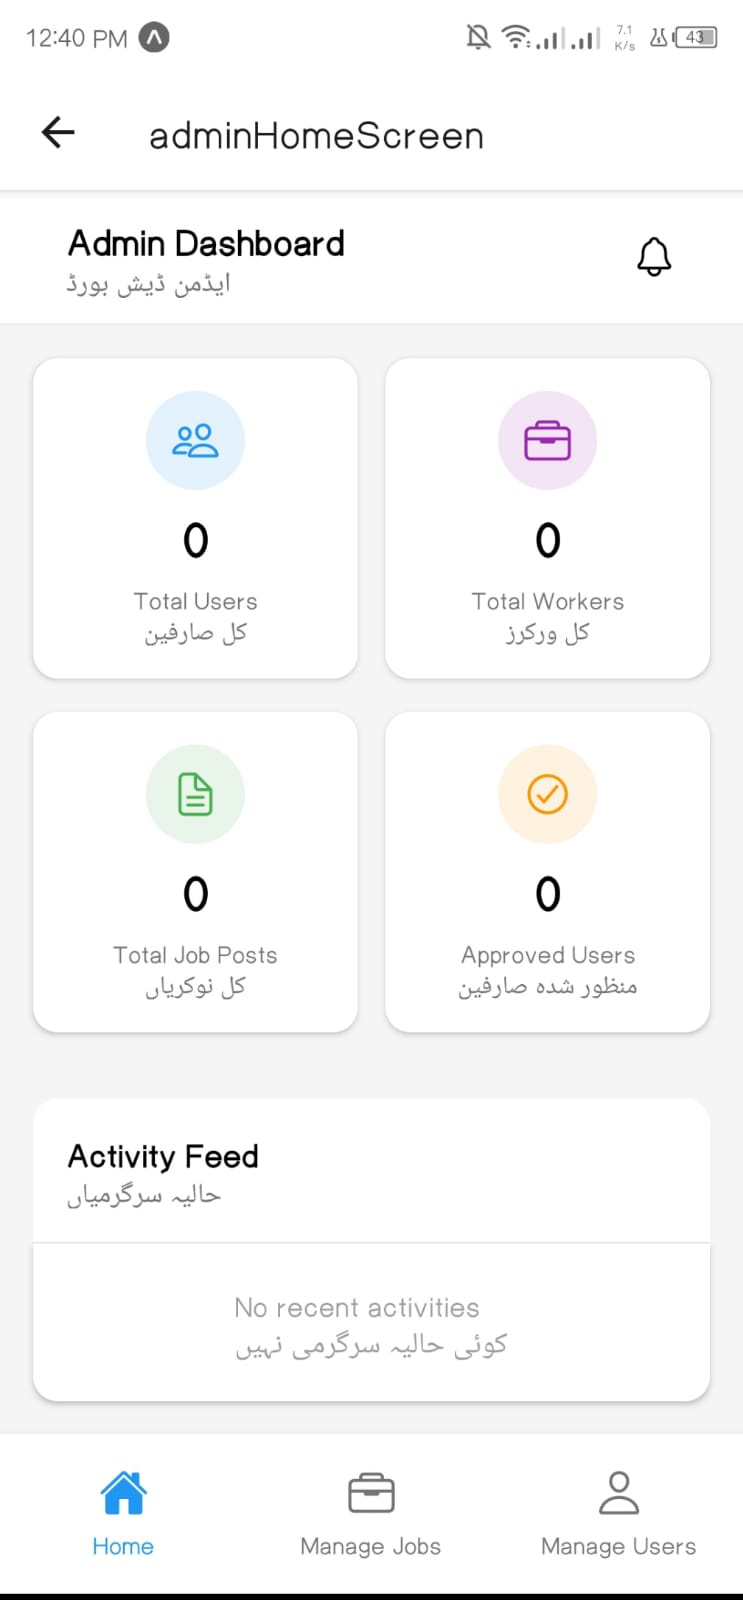 12:40 PM
7.1
K/s
43
adminHomeScreen
Admin Dashboard
ایڈمن ڈیش بورڈ
0
Total Users
کل صارفین
0
Total Workers
کل ورکرز
0
Total Job Posts
کل نوکریاں
0
Approved Users
منظور شدہ صارفین
Activity Feed
حالیہ سرگرمیاں
No recent activities
کوئی حالیہ سرگرمی نہیں
Home
Manage Jobs
Manage Users